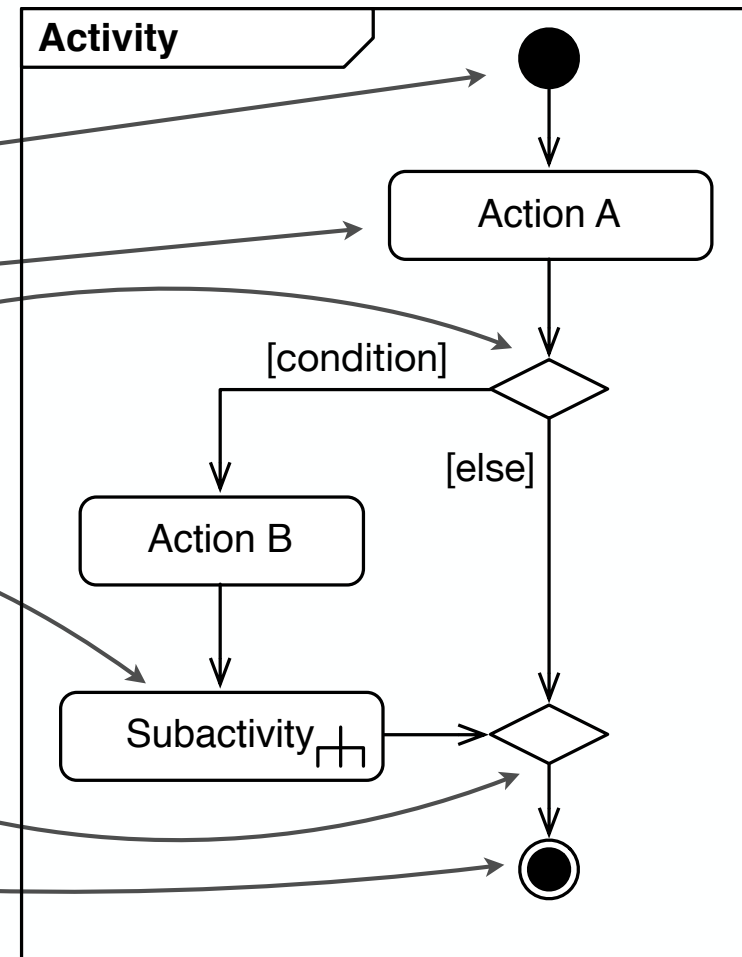 Activity
Action A
[condition]
[else]
Action B
Subactivity